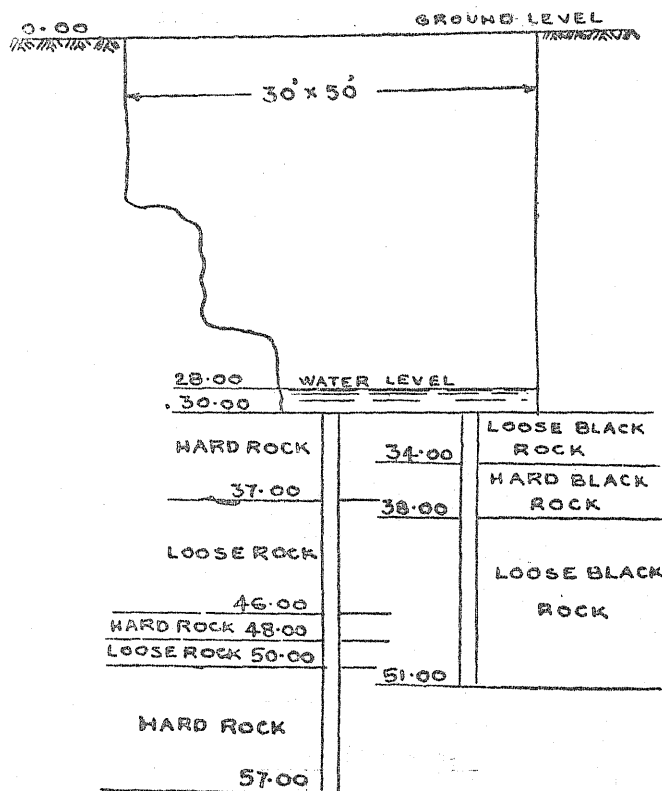 0.00
GROUND LEVEL
30' x 50'
28.00 WATER LEVEL
.30.00
HARD ROCK
37.00
LOOSE ROCK
46.00
HARD ROCK 48.00
LOOSE ROCK 50.00
HARD ROCK
57.00
LOOSE BLACK
ROCK
34.00
HARD BLACK
ROCK
38.00
LOOSE BLACK
ROCK
51.00